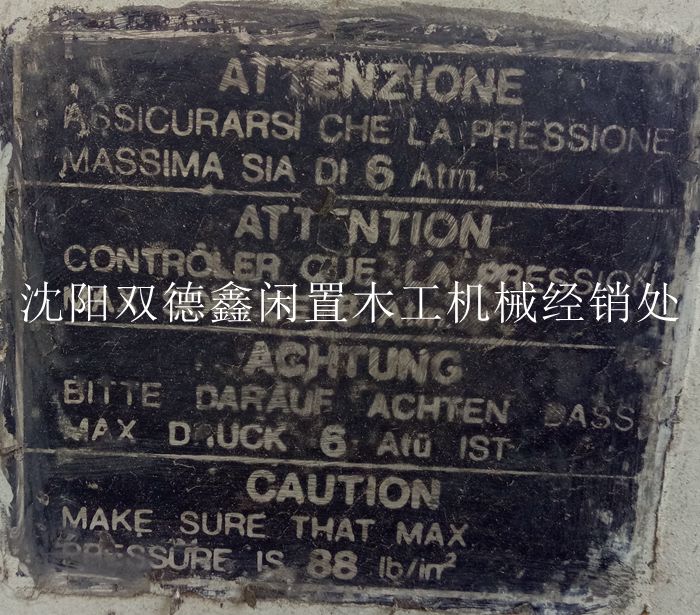 ATTENZIONE
ASSICURARSI CHE LA PRESSIONE
MASSIMA SIA DI 6 Atm.
ATTENTION
CONTRÔLER QUE LA PRESSION
沈阳双德鑫闲置木工机械经销处
ACHTUNG
BITTE DARAUF ACHTEN DASS
MAX DRUCK 6 Atü IST
CAUTION
MAKE SURE THAT MAX
PRESSURE IS 88 lb/in²